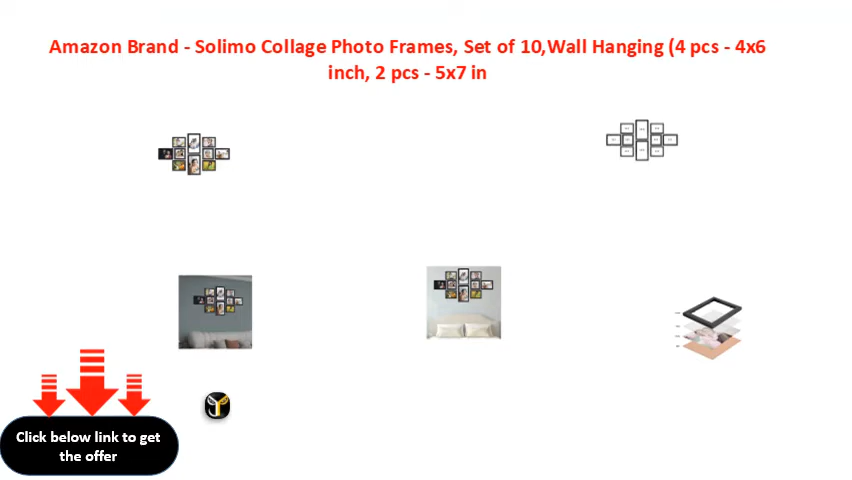 Amazon Brand - Solimo Collage Photo Frames, Set of 10,Wall Hanging (4 pcs - 4x6
inch, 2 pcs - 5x7 in
Click below link to get
the offer